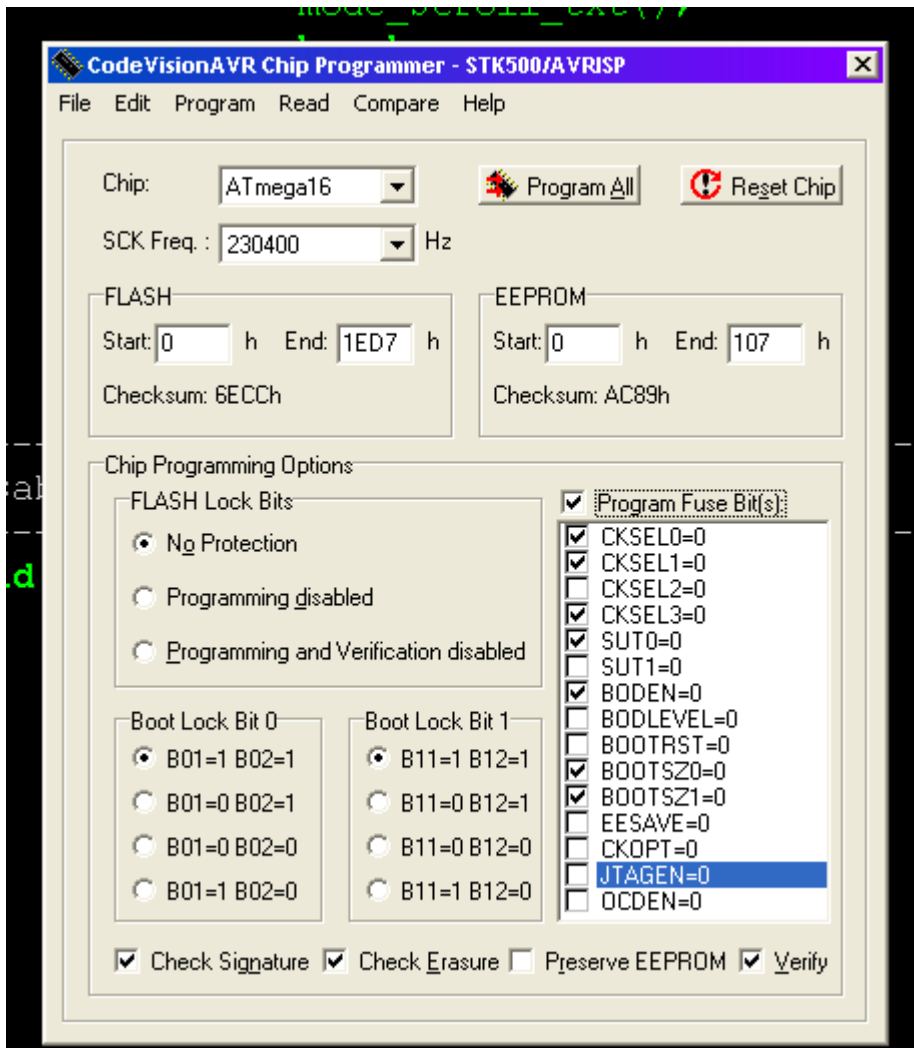 mode_scroll_txt();
CodeVisionAVR Chip Programmer - STK500/AVRISP
File Edit Program Read Compare Help
Chip: ATmega16 Program All Reset Chip
SCK Freq. : 230400 Hz
FLASH EEPROM
Start: 0 h End: 1ED7 h Start: 0 h End: 107 h
Checksum: 6ECCh Checksum: AC89h
Chip Programming Options
FLASH Lock Bits
No Protection
Programming disabled
Programming and Verification disabled
Boot Lock Bit 0
B01=1 B02=1
B01=0 B02=1
B01=0 B02=0
B01=1 B02=0
Boot Lock Bit 1
B11=1 B12=1
B11=0 B12=1
B11=0 B12=0
B11=1 B12=0
Program Fuse Bit(s):
CKSEL0=0
CKSEL1=0
CKSEL2=0
CKSEL3=0
SUT0=0
SUT1=0
BODEN=0
BODLEVEL=0
BOOTRST=0
BOOTSZ0=0
BOOTSZ1=0
EESAVE=0
CKOPT=0
JTAGEN=0
OCDEN=0
Check Signature Check Erasure Preserve EEPROM Verify